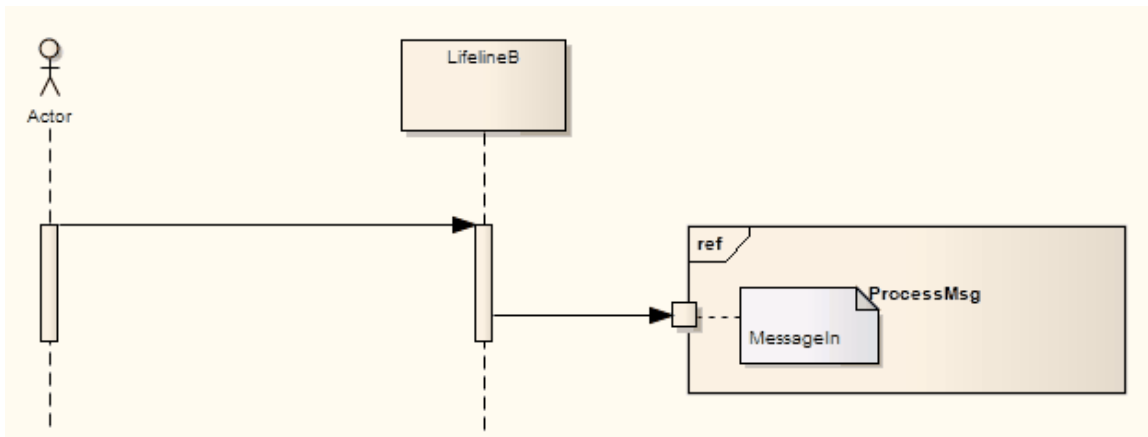 LifelineB
Actor
ref
ProcessMsg
MessageIn